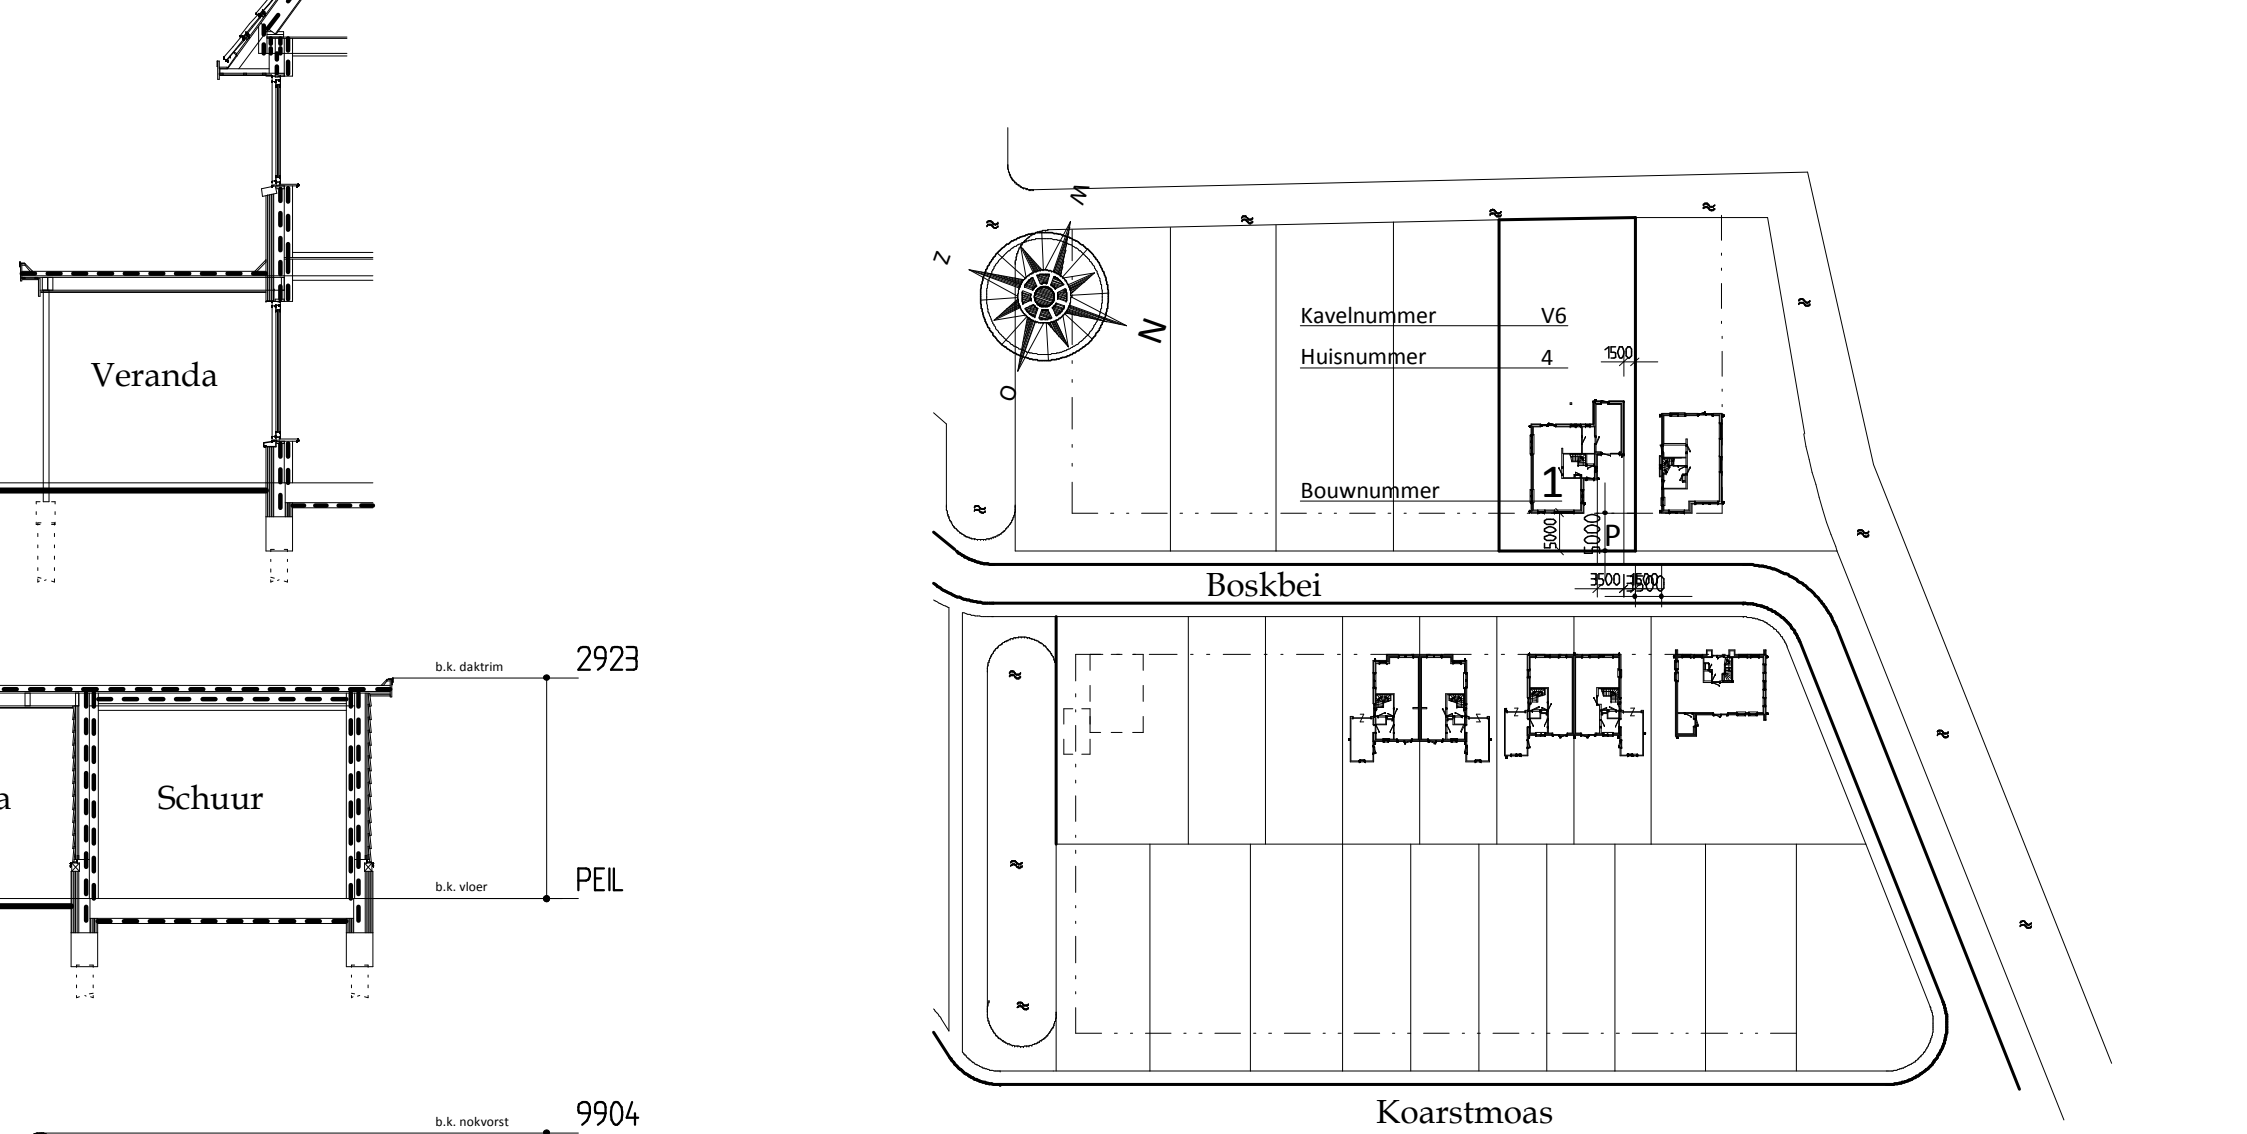 Veranda
2923
b.k. daktrim
a
Schuur
b.k. vloer
PEIL
9904
b.k. nokvorst
W
Z
N
O
Kavelnummer V6
Huisnummer 4
1500
Bouwnummer 1
5000
5000
P
Boskbei
3500
3500
Koarstmoas